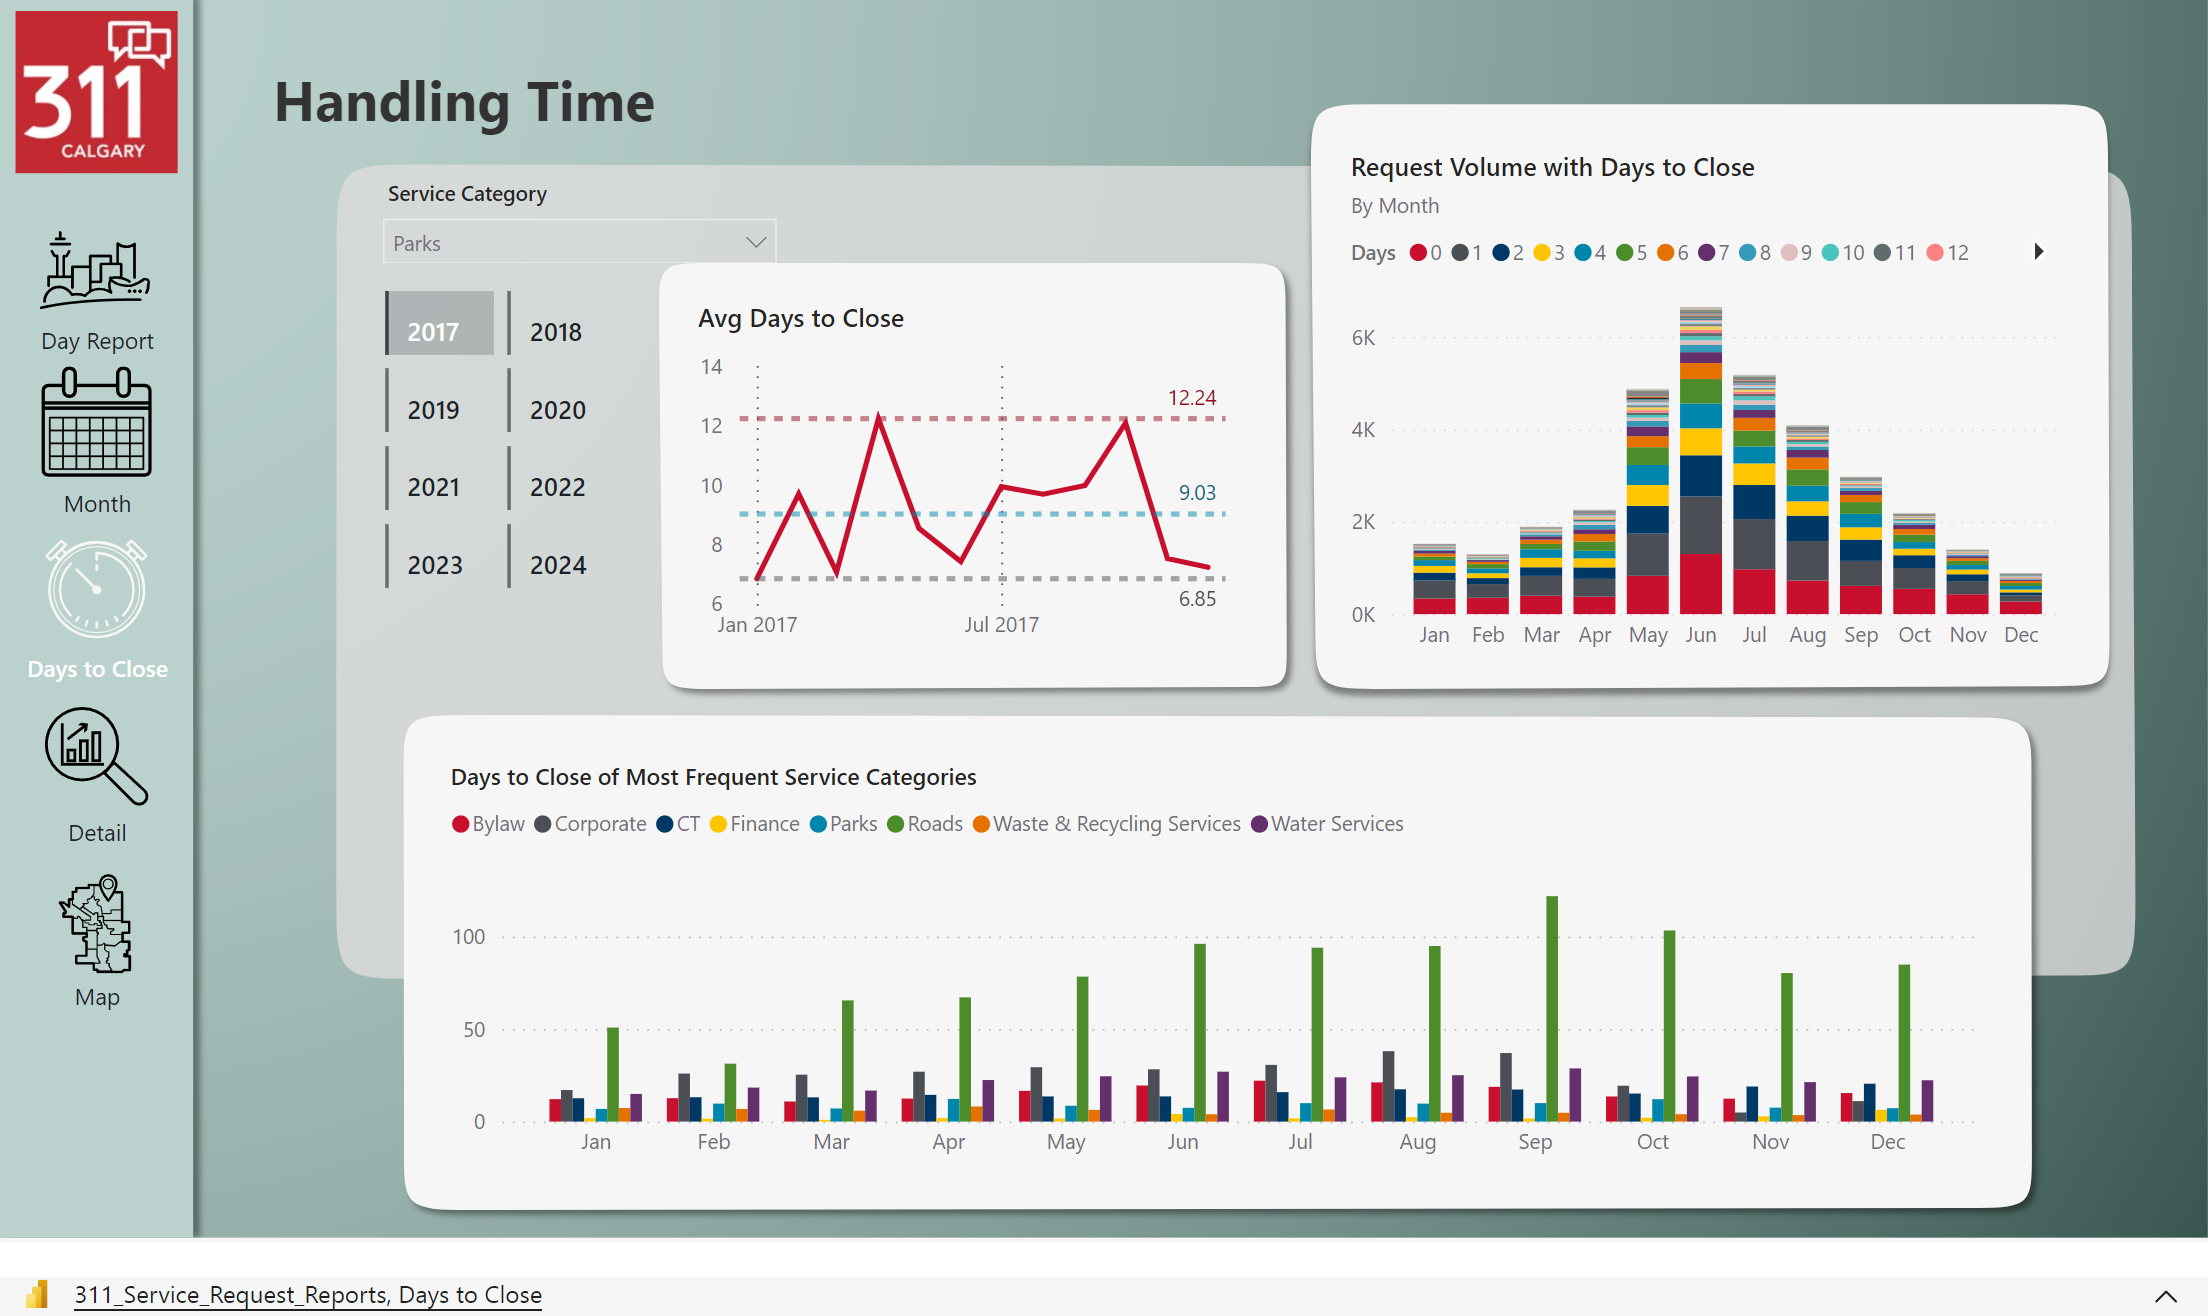 311
CALGARY
Day Report
Month
Days to Close
Detail
Map
Handling Time
Service Category
Parks
2017 2018
2019 2020
2021 2022
2023 2024
Avg Days to Close
14
12
10
8
6
12.24
9.03
6.85
Jan 2017 Jul 2017
Request Volume with Days to Close
By Month
Days 0 1 2 3 4 5 6 7 8 9 10 11 12
6K
4K
2K
0K
Jan Feb Mar Apr May Jun Jul Aug Sep Oct Nov Dec
Days to Close of Most Frequent Service Categories
Bylaw Corporate CT Finance Parks Roads Waste & Recycling Services Water Services
100
50
0
Jan Feb Mar Apr May Jun Jul Aug Sep Oct Nov Dec
311_Service_Request_Reports, Days to Close